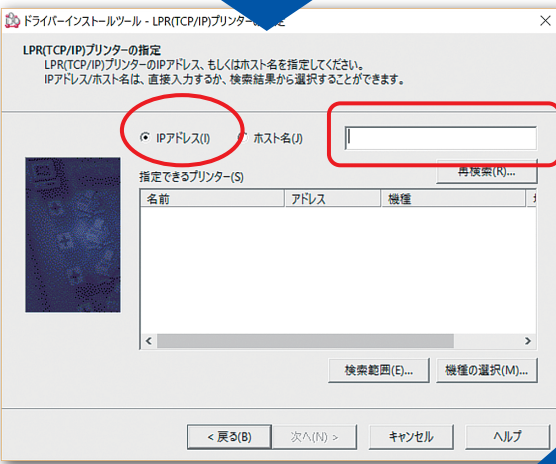 ドライバーインストールツール - LPR(TCP/IP)プリンターの指定
LPR(TCP/IP)プリンターの指定
LPR(TCP/IP)プリンターのIPアドレス、もしくはホスト名を指定してください。
IPアドレス/ホスト名は、直接入力するか、検索結果から選択することができます。
IPアドレス(I) ホスト名(J)
再検索(R)...
指定できるプリンター(S)
名前 アドレス 機種
検索範囲(E)... 機種の選択(M)...
< 戻る(B) 次へ(N) > キャンセル ヘルプ